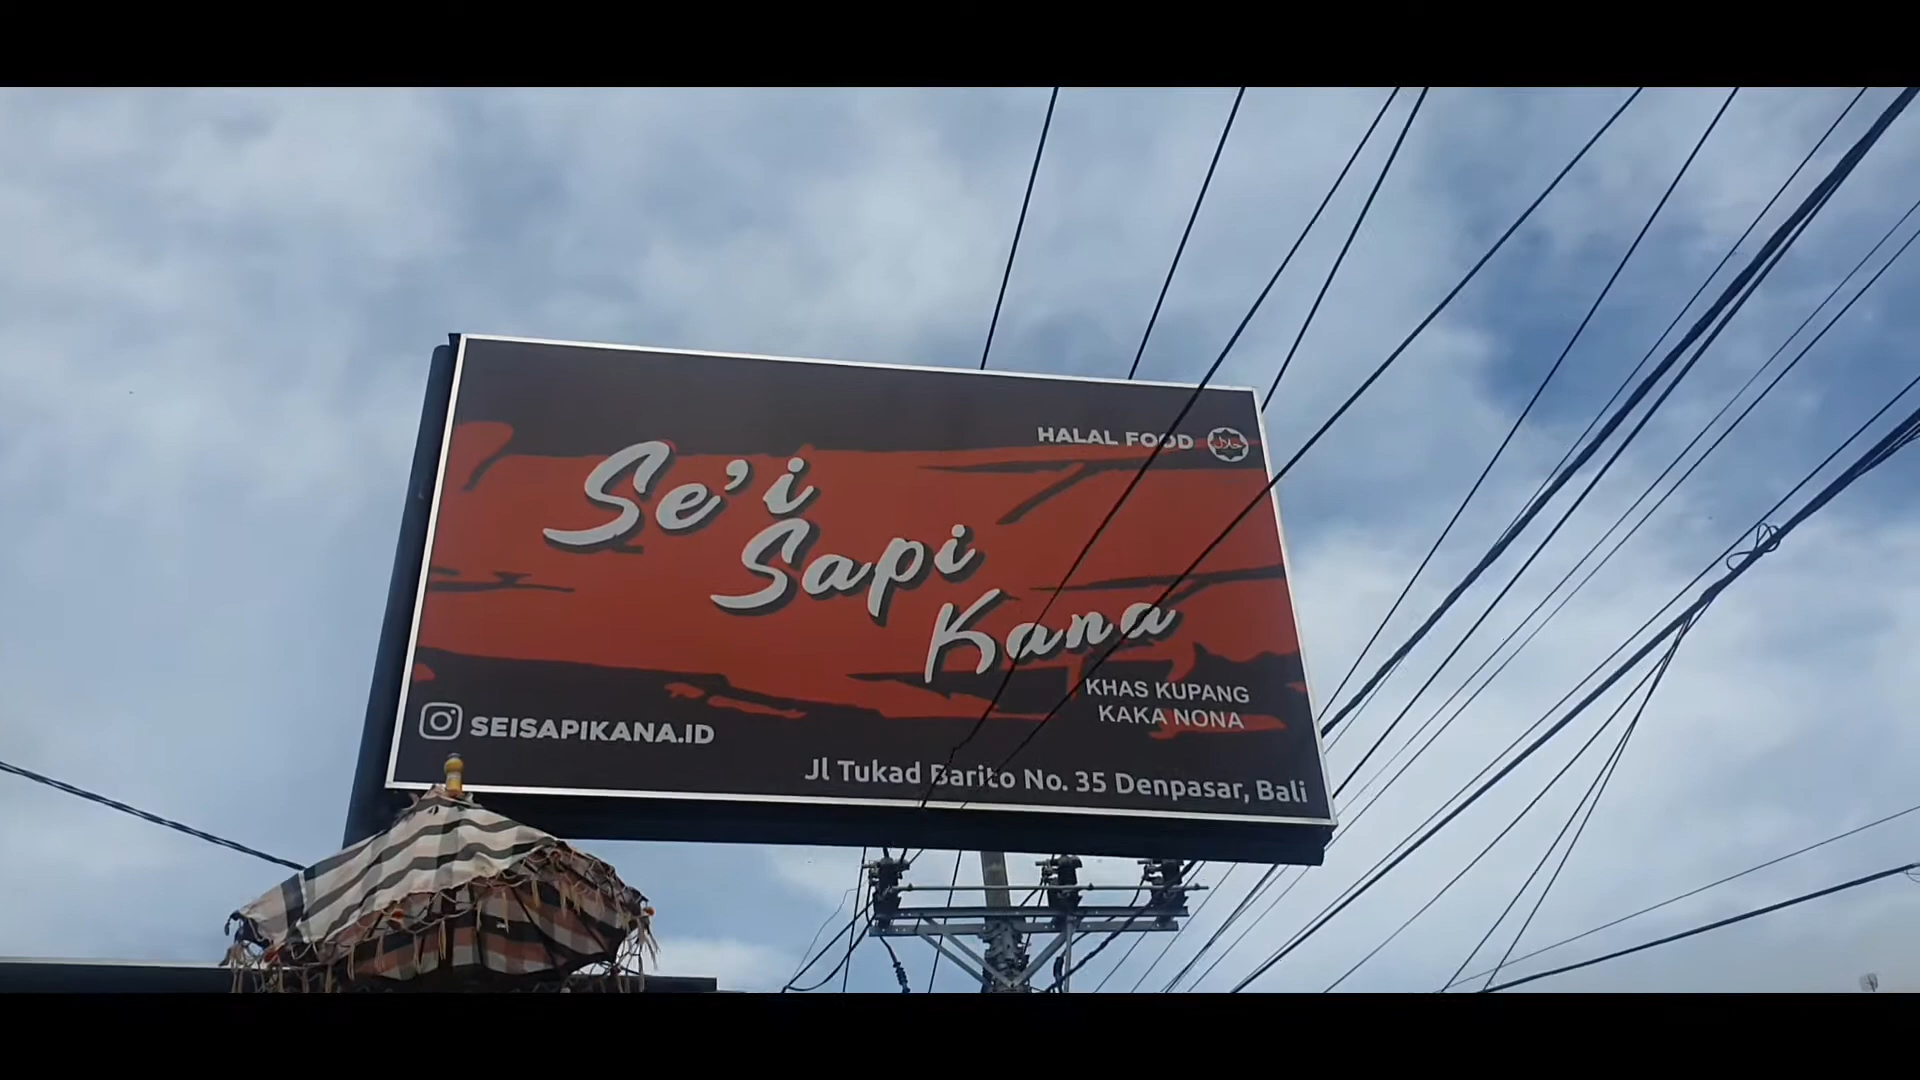 HALAL FOOD
Se'i
Sapi
Kana
KHAS KUPANG
KAKA NONA
SEISAPIKANA.ID
Jl Tukad Barito No. 35 Denpasar, Bali